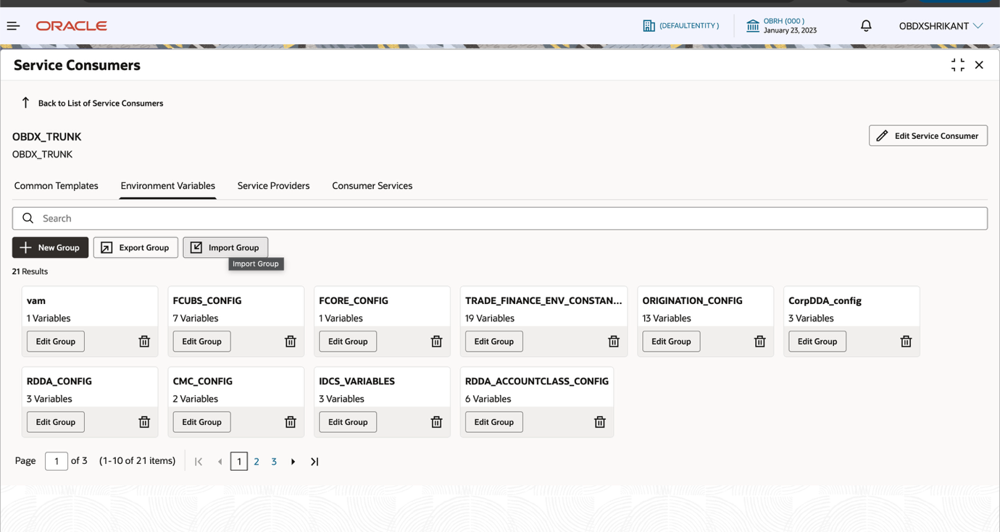 ORACLE
(DEFAULTENTITY )
OBRH (000 )
January 23, 2023
OBDXSHRIKANT
Service Consumers
Back to List of Service Consumers
OBDX_TRUNK
Edit Service Consumer
OBDX_TRUNK
Common Templates Environment Variables Service Providers Consumer Services
Search
New Group Export Group Import Group
Import Group
21 Results
vam FCUBS_CONFIG FCORE_CONFIG TRADE_FINANCE_ENV_CONSTAN... ORIGINATION_CONFIG CorpDDA_config
1 Variables 7 Variables 1 Variables 19 Variables 13 Variables 3 Variables
Edit Group Edit Group Edit Group Edit Group Edit Group Edit Group
RDDA_CONFIG CMC_CONFIG IDCS_VARIABLES RDDA_ACCOUNTCLASS_CONFIG
3 Variables 2 Variables 3 Variables 6 Variables
Edit Group Edit Group Edit Group Edit Group
Page 1 of 3 (1-10 of 21 items) 1 2 3